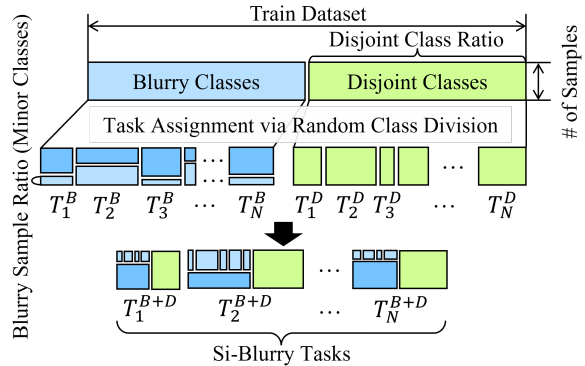 Train Dataset
Disjoint Class Ratio
Blurry Classes
Disjoint Classes
# of Samples
Task Assignment via Random Class Division
Blurry Sample Ratio (Minor Classes)
T_1^B T_2^B T_3^B ... T_N^B T_1^D T_2^D T_3^D ... T_N^D
... ...
T_1^{B+D} T_2^{B+D} ... T_N^{B+D}
...
Si-Blurry Tasks